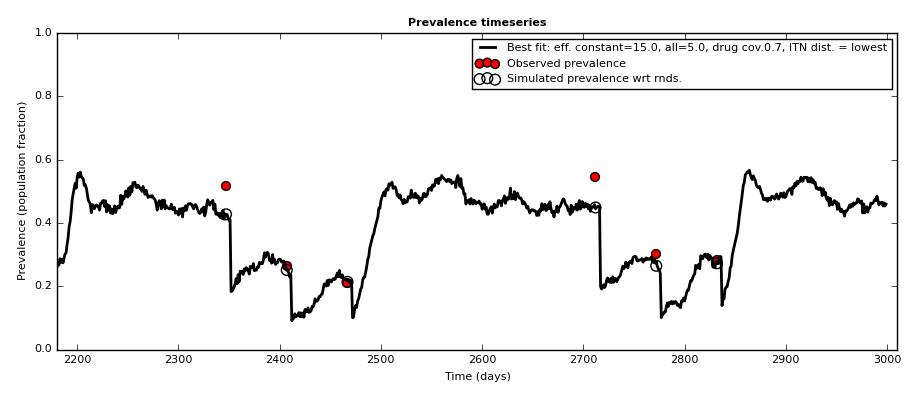 Prevalence timeseries
1.0
0.8
0.6
0.4
0.2
0.0
Prevalence (population fraction)
Best fit: eff. constant=15.0, all=5.0, drug cov.0.7, ITN dist. = lowest
Observed prevalence
Simulated prevalence wrt rnds.
2200 2300 2400 2500 2600 2700 2800 2900 3000
Time (days)